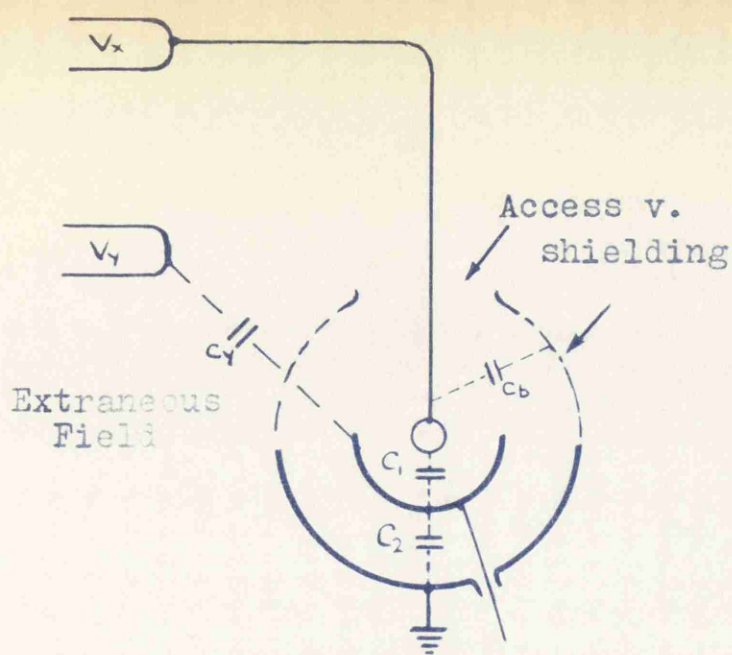 Vx
Access v.
shielding
Vy
Cy
Cb
Extraneous
Field
C1
C2